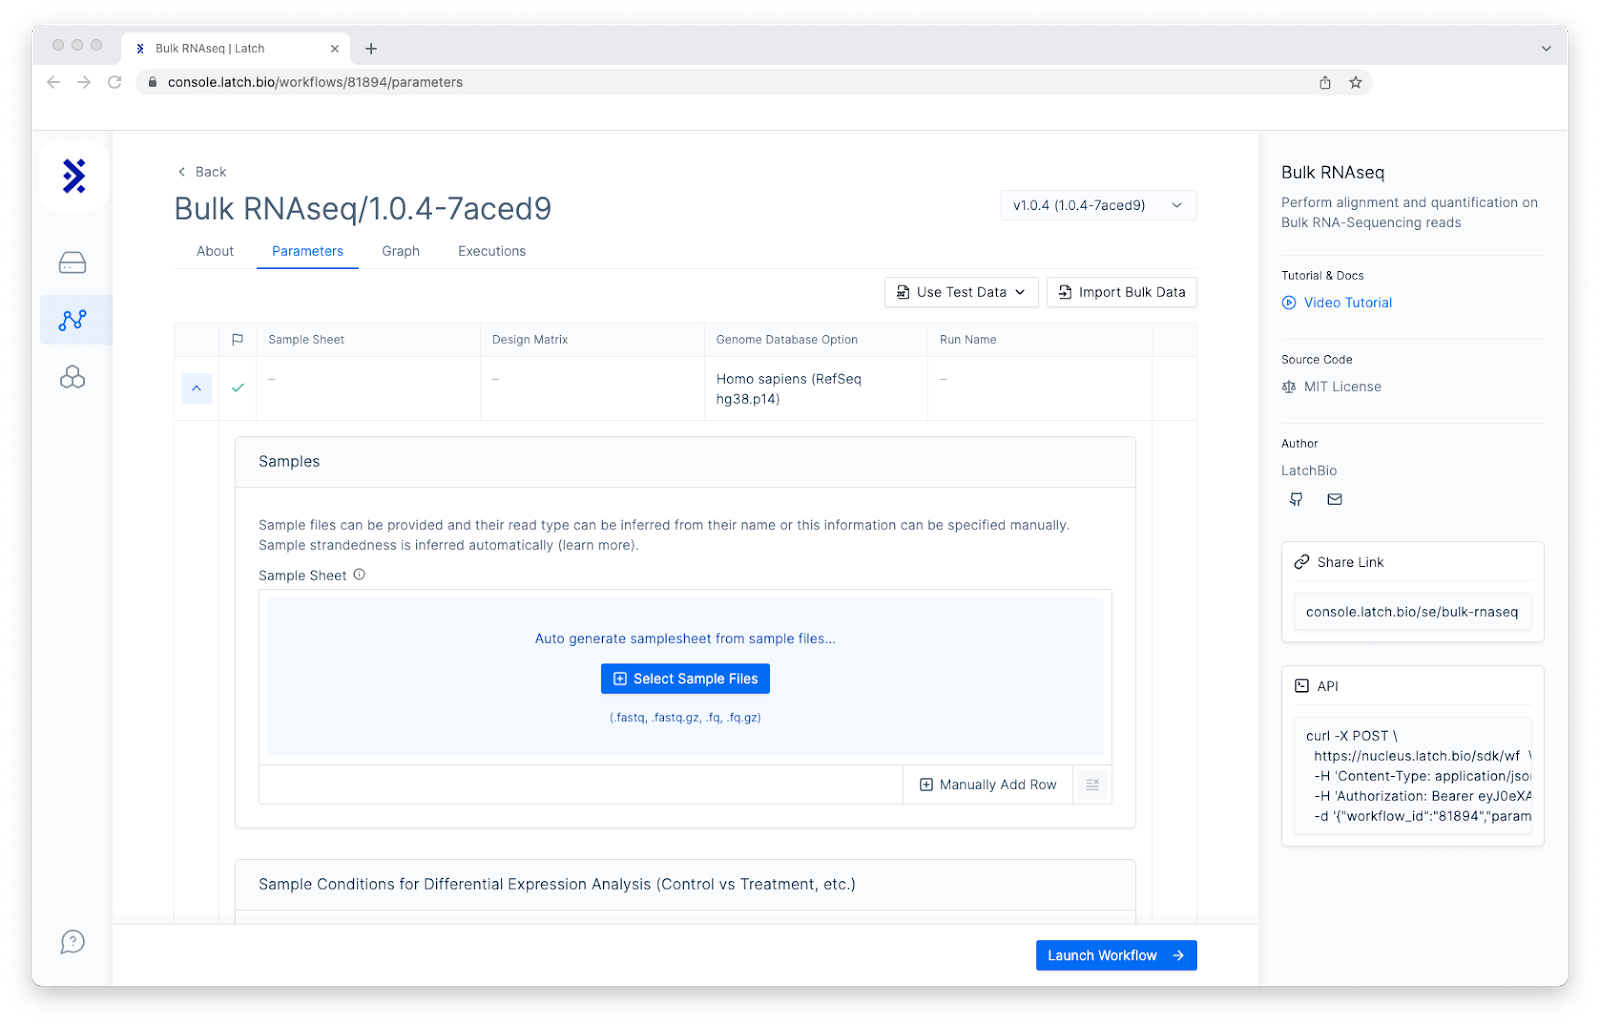 Bulk RNAseq | Latch
console.latch.bio/workflows/81894/parameters
Back
Bulk RNAseq/1.0.4-7aced9
v1.0.4 (1.0.4-7aced9)
About Parameters Graph Executions
Use Test Data Import Bulk Data
Sample Sheet Design Matrix Genome Database Option Run Name
– – Homo sapiens (RefSeq –
hg38.p14)
Samples
Sample files can be provided and their read type can be inferred from their name or this information can be specified manually.
Sample strandedness is inferred automatically (learn more).
Sample Sheet
Auto generate samplesheet from sample files...
Select Sample Files
(.fastq, .fastq.gz, .fq, .fq.gz)
Manually Add Row
Sample Conditions for Differential Expression Analysis (Control vs Treatment, etc.)
Launch Workflow
Bulk RNAseq
Perform alignment and quantification on
Bulk RNA-Sequencing reads
Tutorial & Docs
Video Tutorial
Source Code
MIT License
Author
LatchBio
Share Link
console.latch.bio/se/bulk-rnaseq
API
curl -X POST \
https://nucleus.latch.bio/sdk/wf \
-H 'Content-Type: application/jso
-H 'Authorization: Bearer eyJ0eXA
-d '{"workflow_id":"81894","param